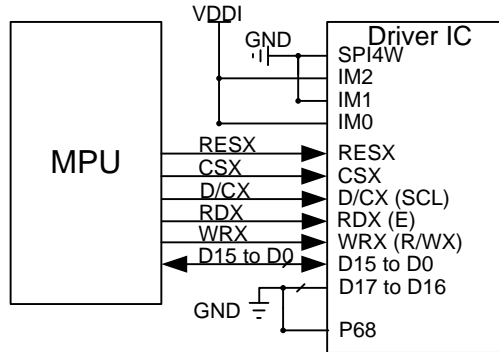 VDDI
GND
Driver IC
SPI4W
IM2
IM1
IM0
MPU
RESX
RESX
CSX
CSX
D/CX
D/CX (SCL)
RDX
RDX (E)
WRX
WRX (R/WX)
D15 to D0
D15 to D0
D17 to D16
GND
P68